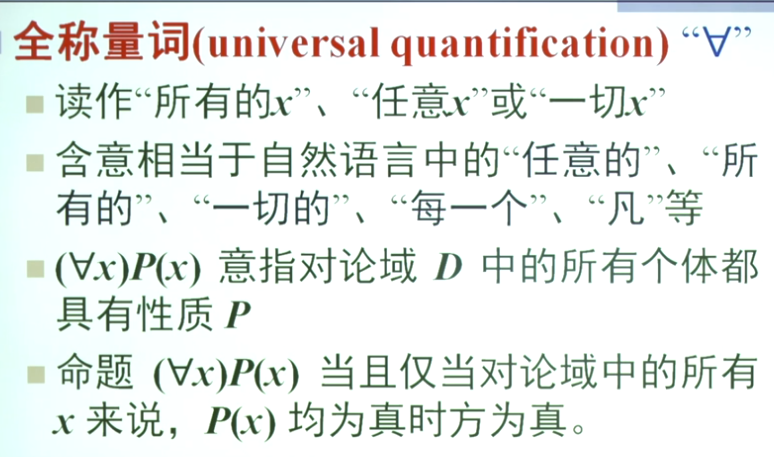 全称量词(universal quantification) “∀”
读作“所有的x”、“任意x”或“一切x”
含意相当于自然语言中的“任意的”、“所
有的”、“一切的”、“每一个”、“凡”等
(∀x)P(x) 意指对论域 D 中的所有个体都
具有性质 P
命题 (∀x)P(x) 当且仅当对论域中的所有
x 来说，P(x) 均为真时方为真。